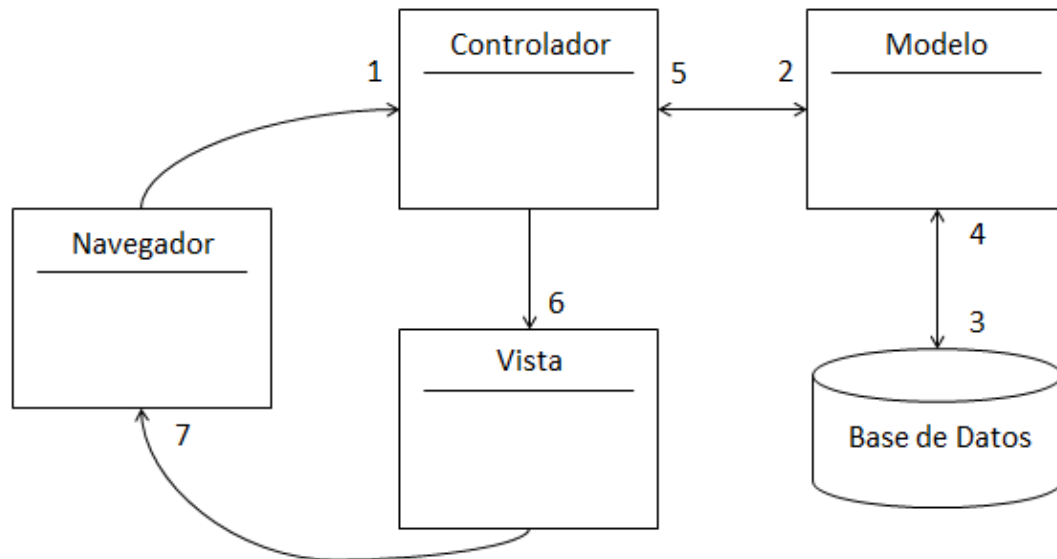 Controlador
Modelo
1
5
2
Navegador
4
6
3
Vista
7
Base de Datos